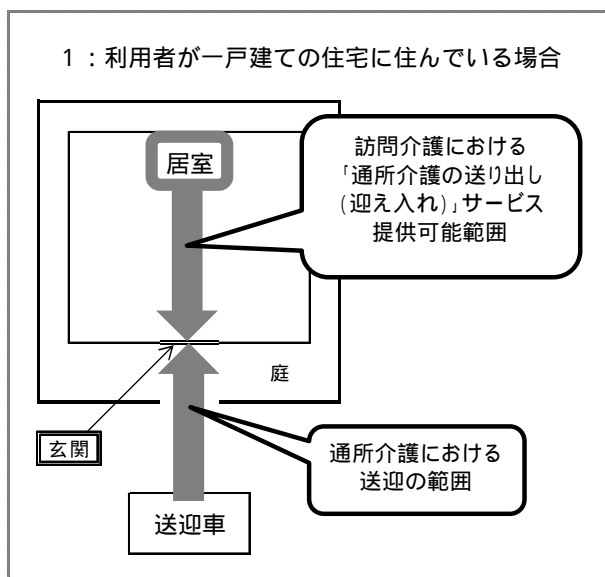 1：利用者が一戸建ての住宅に住んでいる場合
居室
訪問介護における
「通所介護の送り出し
(迎え入れ)」サービス
提供可能範囲
庭
玄関
通所介護における
送迎の範囲
送迎車